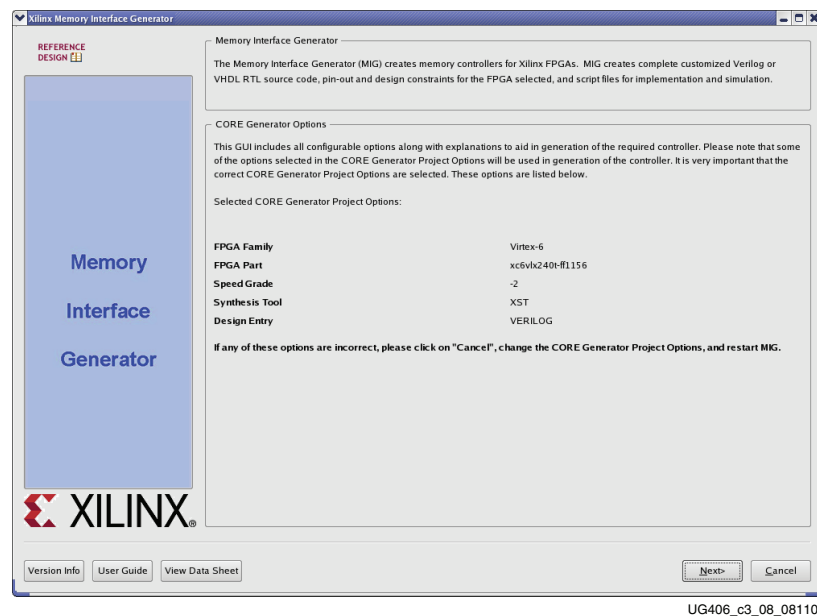 Xilinx Memory Interface Generator
REFERENCE
DESIGN
Memory Interface Generator
The Memory Interface Generator (MIG) creates memory controllers for Xilinx FPGAs. MIG creates complete customized Verilog or
VHDL RTL source code, pin-out and design constraints for the FPGA selected, and script files for implementation and simulation.
CORE Generator Options
This GUI includes all configurable options along with explanations to aid in generation of the required controller. Please note that some
of the options selected in the CORE Generator Project Options will be used in generation of the controller. It is very important that the
correct CORE Generator Project Options are selected. These options are listed below.
Selected CORE Generator Project Options:
FPGA Family Virtex-6
FPGA Part xc6vlx240t-ff1156
Speed Grade -2
Synthesis Tool XST
Design Entry VERILOG
If any of these options are incorrect, please click on "Cancel", change the CORE Generator Project Options, and restart MIG.
Memory
Interface
Generator
XILINX®
Version Info User Guide View Data Sheet Next> Cancel
UG406_c3_08_08110